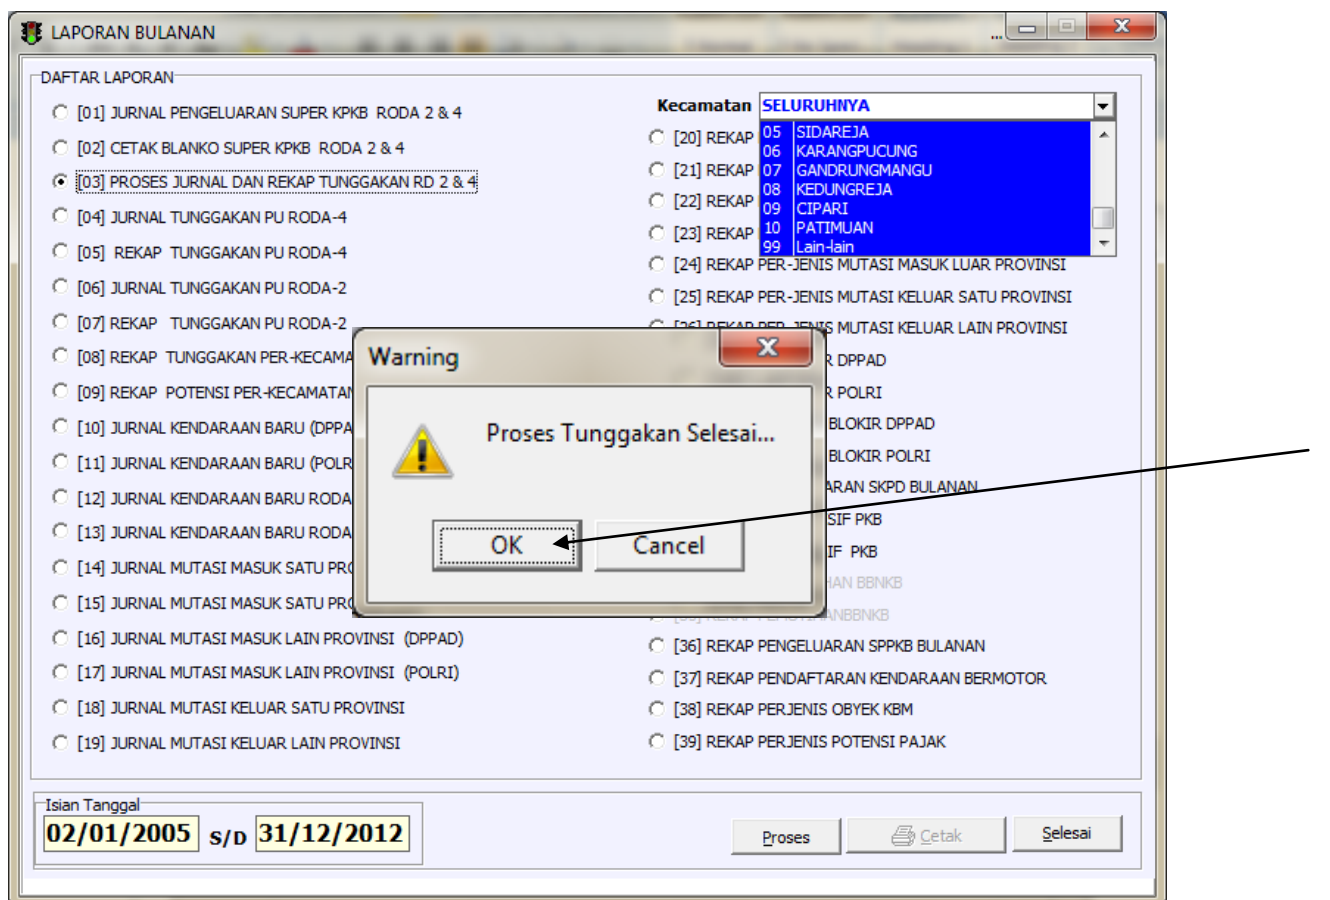 LAPORAN BULANAN
...
DAFTAR LAPORAN
[01] JURNAL PENGELUARAN SUPER KPKB RODA 2 & 4
[02] CETAK BLANKO SUPER KPKB RODA 2 & 4
[03] PROSES JURNAL DAN REKAP TUNGGAKAN RD 2 & 4
[04] JURNAL TUNGGAKAN PU RODA-4
[05] REKAP TUNGGAKAN PU RODA-4
[06] JURNAL TUNGGAKAN PU RODA-2
[07] REKAP TUNGGAKAN PU RODA-2
[08] REKAP TUNGGAKAN PER-KECAMA
[09] REKAP POTENSI PER-KECAMATAN
[10] JURNAL KENDARAAN BARU (DPPA
[11] JURNAL KENDARAAN BARU (POLR
[12] JURNAL KENDARAAN BARU RODA
[13] JURNAL KENDARAAN BARU RODA
[14] JURNAL MUTASI MASUK SATU PRO
[15] JURNAL MUTASI MASUK SATU PRO
[16] JURNAL MUTASI MASUK LAIN PROVINSI (DPPAD)
[17] JURNAL MUTASI MASUK LAIN PROVINSI (POLRI)
[18] JURNAL MUTASI KELUAR SATU PROVINSI
[19] JURNAL MUTASI KELUAR LAIN PROVINSI
Kecamatan SELURUHNYA
05 SIDAREJA
06 KARANGPUCUNG
07 GANDRUNGMANGU
08 KEDUNGREJA
09 CIPARI
10 PATIMUAN
99 Lain-lain
[20] REKAP
[21] REKAP
[22] REKAP
[23] REKAP
[24] REKAP PER-JENIS MUTASI MASUK LUAR PROVINSI
[25] REKAP PER-JENIS MUTASI KELUAR SATU PROVINSI
[26] REKAP PER-JENIS MUTASI KELUAR LAIN PROVINSI
R DPPAD
R POLRI
BLOKIR DPPAD
BLOKIR POLRI
ARAN SKPD BULANAN
SIF PKB
IF PKB
HAN BBNKB
ANBBNKB
[36] REKAP PENGELUARAN SPPKB BULANAN
[37] REKAP PENDAFTARAN KENDARAAN BERMOTOR
[38] REKAP PERJENIS OBYEK KBM
[39] REKAP PERJENIS POTENSI PAJAK
Warning
Proses Tunggakan Selesai...
OK Cancel
Isian Tanggal
02/01/2005 S/D 31/12/2012
Proses Cetak Selesai